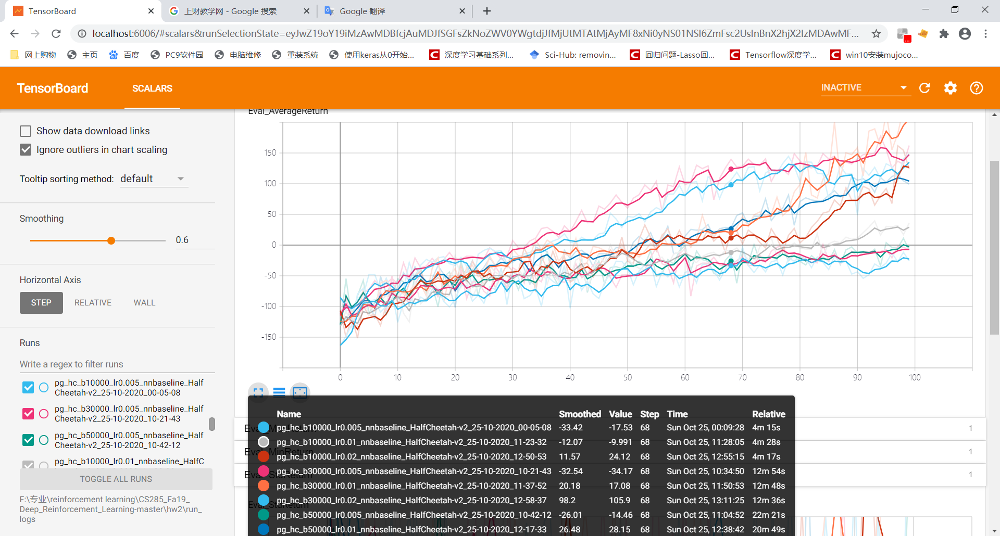 TensorBoard
上财教学网 - Google 搜索
Google 翻译
localhost:6006/#scalars&runSelectionState=eyJwZ19oY19iMzAwMDBfcjAuMDJfSGFsZkNoZWV0YWgtdjJfMjUtMTAtMjAyMF8xNi0yNS01NSI6ZmFsc2UsInBnX2hjX2IzMDAwMF...
网上购物
主页
百度
PC9软件园
电脑维修
重装系统
使用keras从0开始...
深度学习基础系列...
Sci-Hub: removin...
回归问题-Lasso回...
Tensorflow深度学...
win10安装mujoco...
TensorBoard
SCALARS
INACTIVE
Show data download links
Ignore outliers in chart scaling
Tooltip sorting method: default
Smoothing
0.6
Horizontal Axis
STEP RELATIVE WALL
Runs
Write a regex to filter runs
pg_hc_b10000_lr0.005_nnbaseline_Half
Cheetah-v2_25-10-2020_00-05-08
pg_hc_b30000_lr0.005_nnbaseline_Half
Cheetah-v2_25-10-2020_10-21-43
pg_hc_b50000_lr0.005_nnbaseline_Half
Cheetah-v2_25-10-2020_10-42-12
pg_hc_b10000_lr0.01_nnbaseline_HalfC
TOGGLE ALL RUNS
F:\专业\reinforcement learning\CS285_Fa19_
Deep_Reinforcement_Learning-master\hw2\run_
logs
Eval_AverageReturn
150
100
50
0
-50
-100
-150
0 10 20 30 40 50 60 70 80 90 100
Eval_MaxReturn 1
Eval_MinReturn 1
Eval_StdReturn 1
Eval_StdReturn
Name Smoothed Value Step Time Relative
pg_hc_b10000_lr0.005_nnbaseline_HalfCheetah-v2_25-10-2020_00-05-08 -33.42 -17.53 68 Sun Oct 25, 00:09:28 4m 15s
pg_hc_b10000_lr0.01_nnbaseline_HalfCheetah-v2_25-10-2020_11-23-32 -12.07 -9.991 68 Sun Oct 25, 11:28:05 4m 28s
pg_hc_b10000_lr0.02_nnbaseline_HalfCheetah-v2_25-10-2020_12-50-53 11.57 24.12 68 Sun Oct 25, 12:55:15 4m 17s
pg_hc_b30000_lr0.005_nnbaseline_HalfCheetah-v2_25-10-2020_10-21-43 -32.54 -34.17 68 Sun Oct 25, 10:34:50 12m 54s
pg_hc_b30000_lr0.01_nnbaseline_HalfCheetah-v2_25-10-2020_11-37-52 20.18 17.08 68 Sun Oct 25, 11:50:53 12m 48s
pg_hc_b30000_lr0.02_nnbaseline_HalfCheetah-v2_25-10-2020_12-58-37 98.2 105.9 68 Sun Oct 25, 13:11:25 12m 36s
pg_hc_b50000_lr0.005_nnbaseline_HalfCheetah-v2_25-10-2020_10-42-12 -26.01 -14.46 68 Sun Oct 25, 11:04:52 22m 21s
pg_hc_b50000_lr0.01_nnbaseline_HalfCheetah-v2_25-10-2020_12-17-33 26.48 28.15 68 Sun Oct 25, 12:38:42 20m 49s